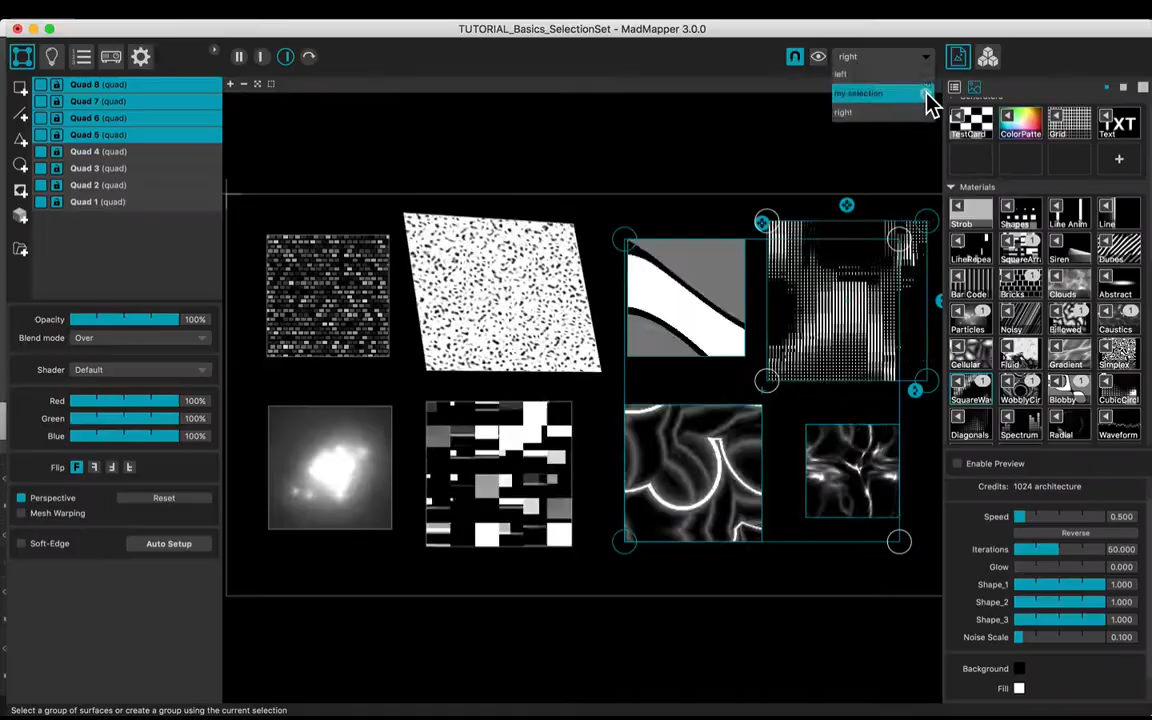 TUTORIAL_Basics_SelectionSet - MadMapper 3.0.0
right
left
my selection
right
Quad 8 (quad)
Quad 7 (quad)
Quad 6 (quad)
Quad 5 (quad)
Quad 4 (quad)
Quad 3 (quad)
Quad 2 (quad)
Quad 1 (quad)
Opacity 100%
Blend mode Over
Shader Default
Red 100%
Green 100%
Blue 100%
Flip
Perspective Reset
Mesh Warping
Soft-Edge Auto Setup
TestCard ColorPatte Grid Text
Materials
Strob Shapes Line Anim Line
LineRepea SquareArr Siren Dunes
Bar Code Bricks Clouds Abstract
Particles Noisy Bifiowed Caustics
Cellular Fluid Gradient Simplex
SquareWav WobblyCir Blobby CubicCircl
Diagonals Spectrum Radial Waveform
Enable Preview
Credits: 1024 architecture
Speed 0.500
Reverse
Iterations 50.000
Glow 0.000
Shape_1 1.000
Shape_2 1.000
Shape_3 1.000
Noise Scale 0.100
Background
Fill
Select a group of surfaces or create a group using the current selection